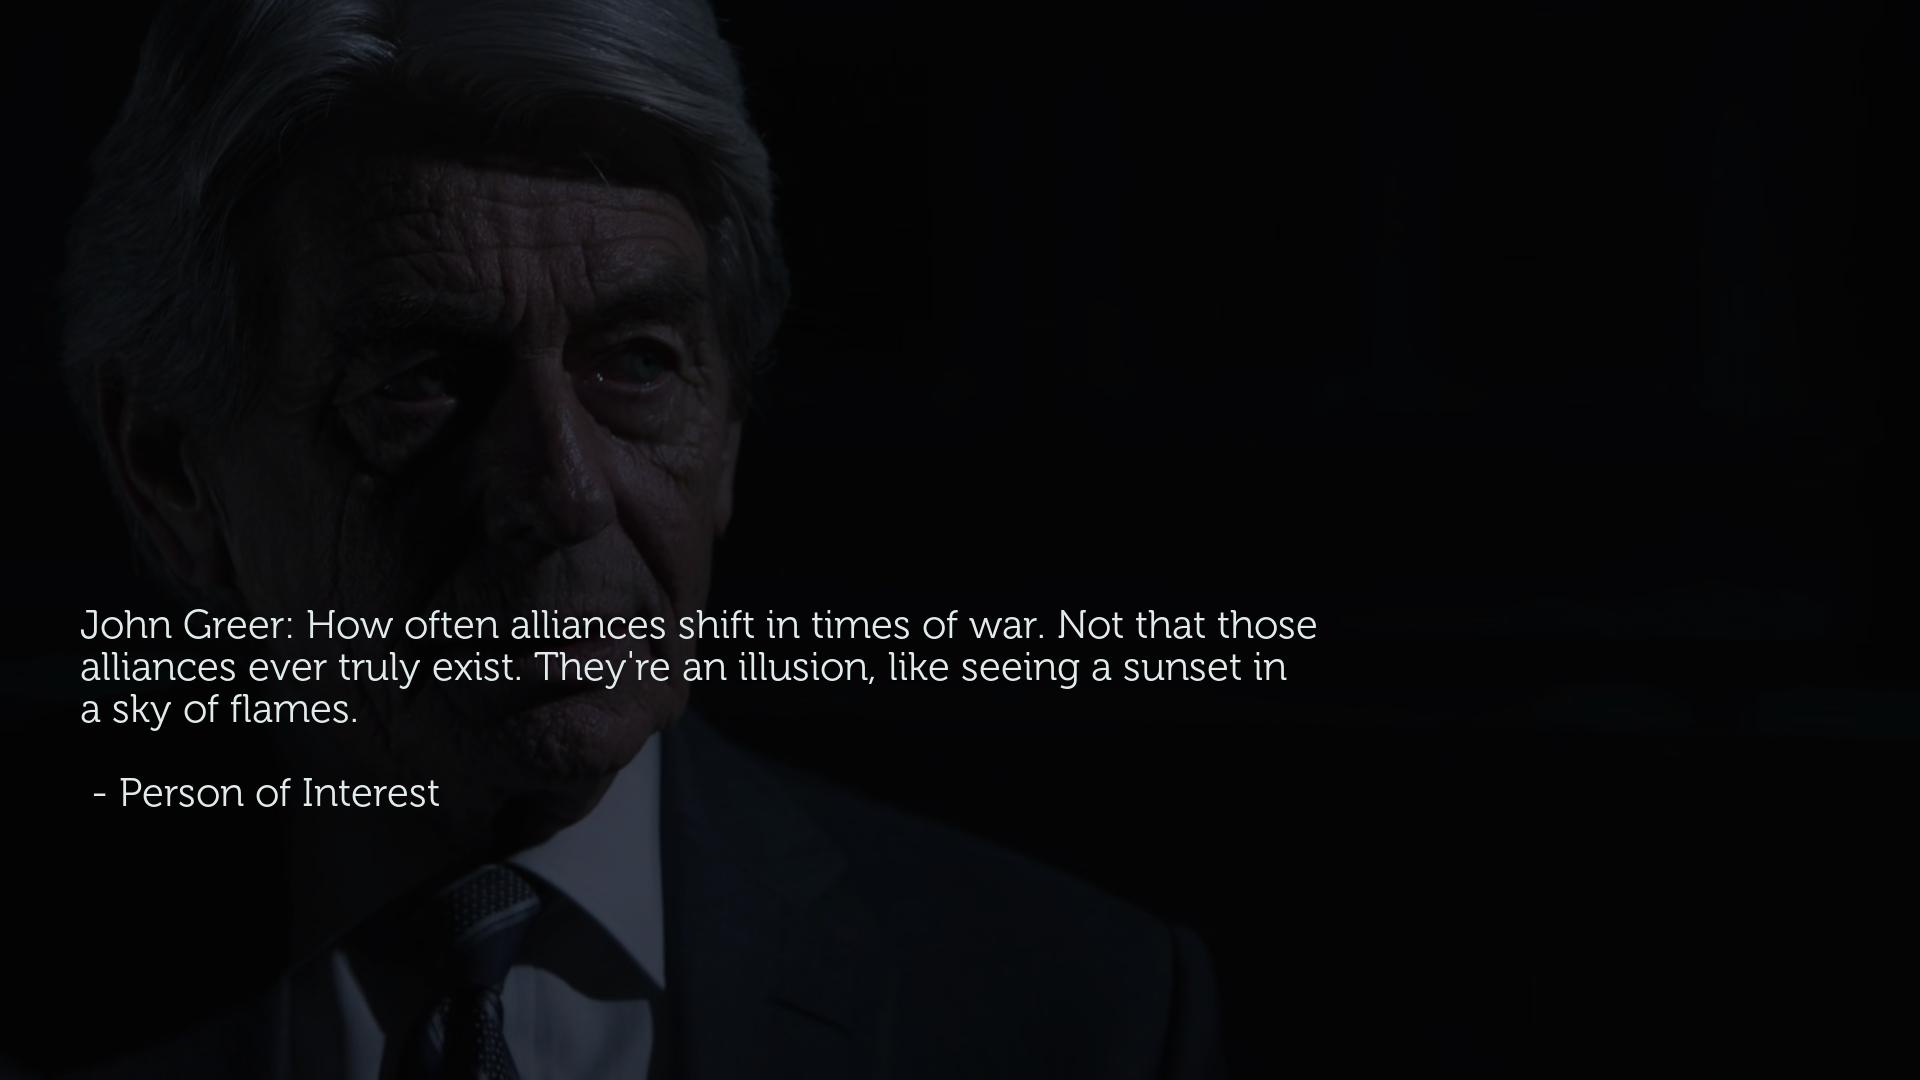 John Greer: How often alliances shift in times of war. Not that those
alliances ever truly exist. They're an illusion, like seeing a sunset in
a sky of flames.
- Person of Interest